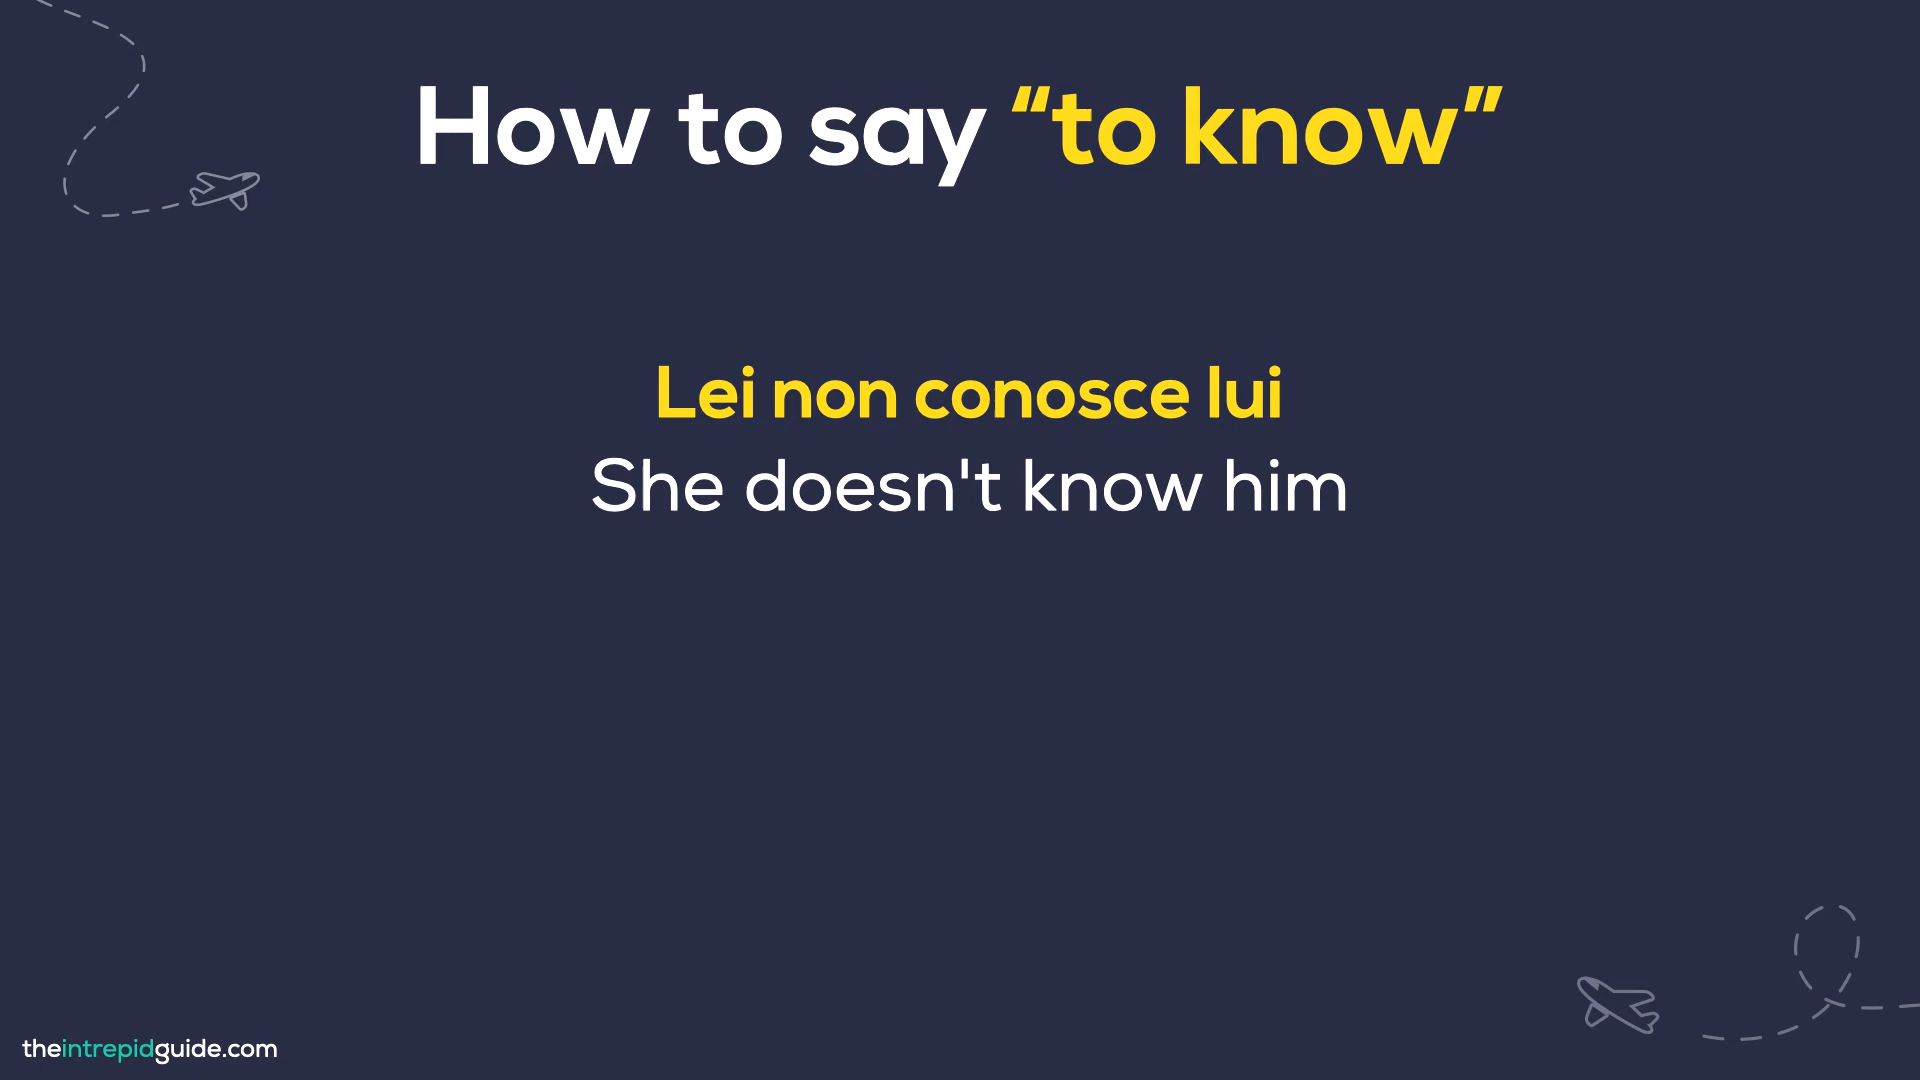 How to say “to know”
Lei non conosce lui
She doesn't know him
theintrepidguide.com